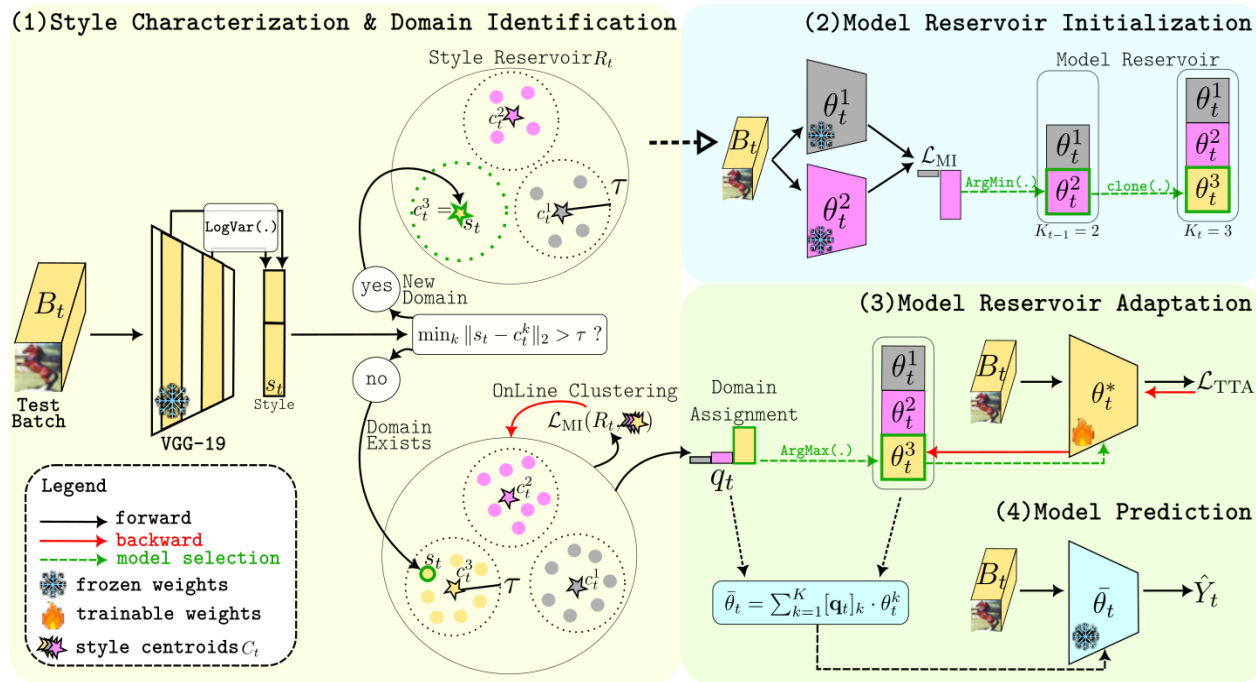 (1)Style Characterization & Domain Identification
Style Reservoir R_t
c_t^2
c_t^3 =
s_t
c_t^1
τ
LogVar(.)
B_t
Test
Batch
VGG-19
s_t
Style
yes
New
Domain
min_k ‖s_t − c_t^k‖_2 > τ ?
no
Domain
Exists
OnLine Clustering
L_MI(R_t, )
c_t^2
s_t
c_t^3
τ
c_t^1
Legend
forward
backward
model selection
frozen weights
trainable weights
style centroids C_t
(2)Model Reservoir Initialization
Model Reservoir
B_t
θ_t^1
θ_t^2
L_MI
ArgMin(.)
θ_t^1
θ_t^2
K_{t−1} = 2
clone(.)
θ_t^1
θ_t^2
θ_t^3
K_t = 3
(3)Model Reservoir Adaptation
Domain
Assignment
q_t
ArgMax(.)
θ_t^1
θ_t^2
θ_t^3
B_t
θ_t^*
L_TTA
θ̄_t = ∑_{k=1}^{K} [q_t]_k · θ_t^k
(4)Model Prediction
B_t
θ̄_t
Ŷ_t